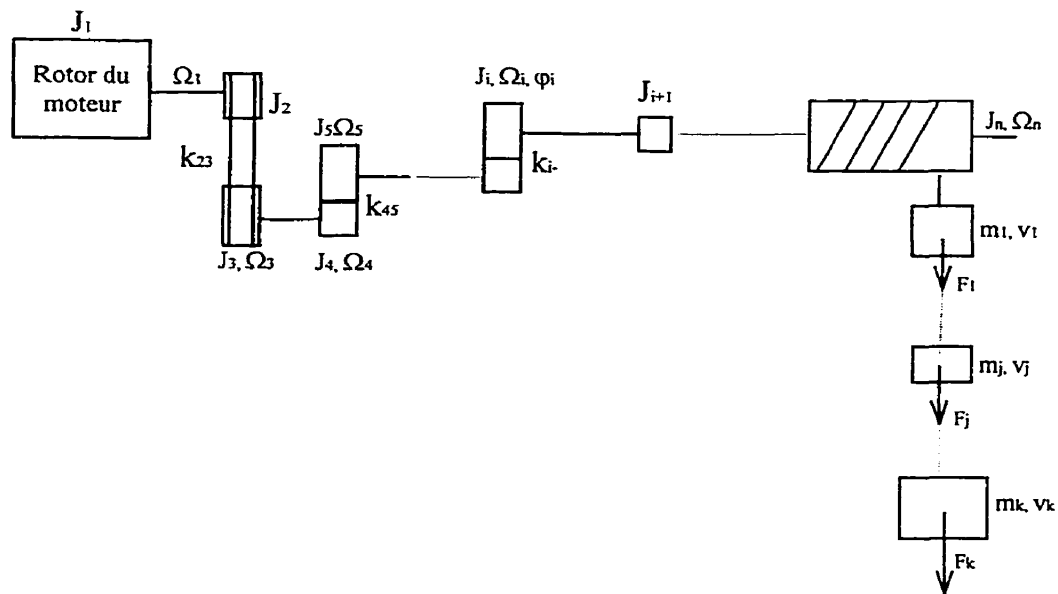 J₁
Rotor du
moteur
Ω₁
J₂
k₂₃
J₃, Ω₃
J₅Ω₅
k₄₅
J₄, Ω₄
Jᵢ, Ωᵢ, φᵢ
kᵢ₋
Jᵢ₊₁
Jₙ, Ωₙ
m₁, v₁
F₁
mⱼ, vⱼ
Fⱼ
mₖ, vₖ
Fₖ